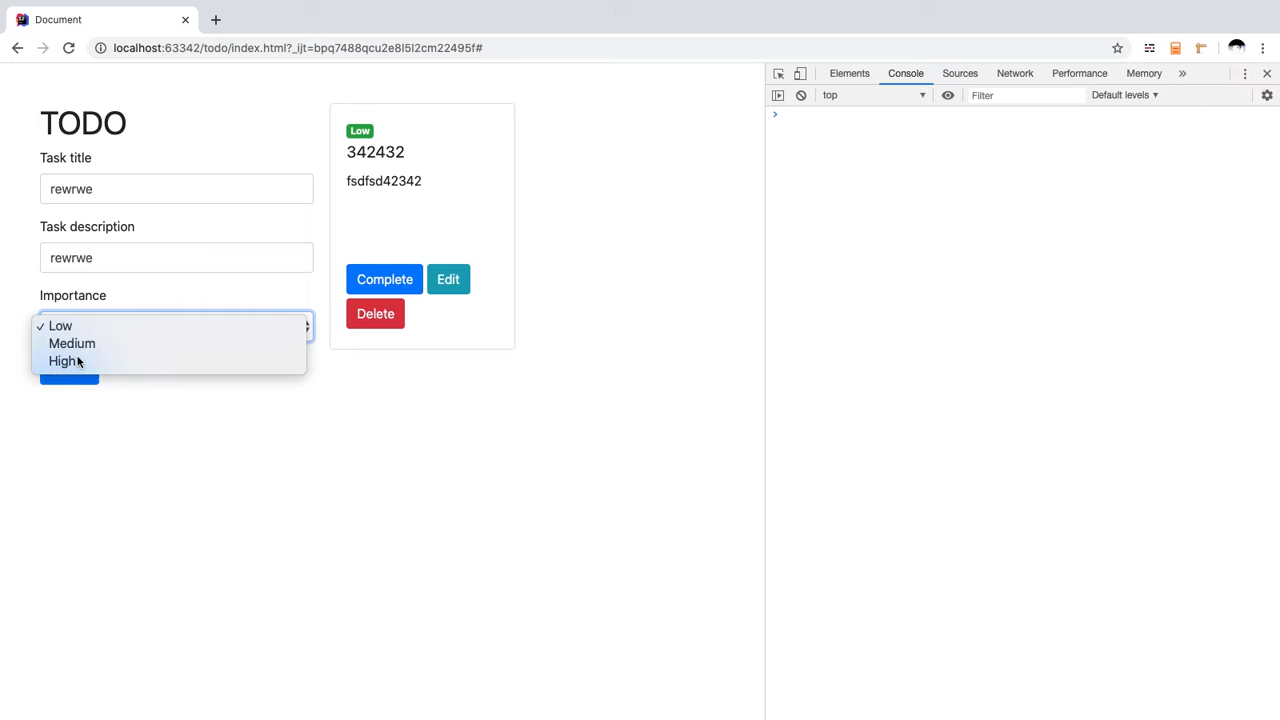 Document
localhost:63342/todo/index.html?_ijt=bpq7488qcu2e8l5l2cm22495f#
Elements Console Sources Network Performance Memory »
top Filter Default levels
TODO
Task title
rewrwe
Task description
rewrwe
Importance
Low
Medium
High
Low
342432
fsdfsd42342
Complete Edit
Delete